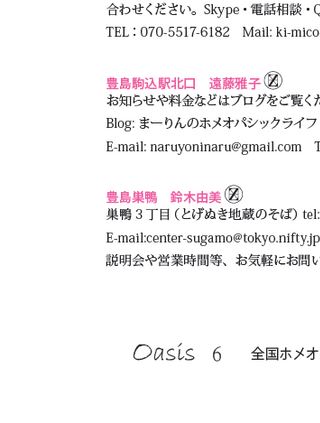 合わせください。Skype・電話相談・
TEL：070-5517-6182　Mail: ki-mico
豊島駒込駅北口　遠藤雅子
お知らせや料金などはブログをご覧くだ
Blog: まーりんのホメオパシックライフ
E-mail: naruyoninaru@gmail.com
豊島巣鴨　鈴木由美
巣鴨 3 丁目（とげぬき地蔵のそば）tel:
E-mail:center-sugamo@tokyo.nifty.jp
説明会や営業時間等、お気軽にお問い
Oasis 6　全国ホメオ